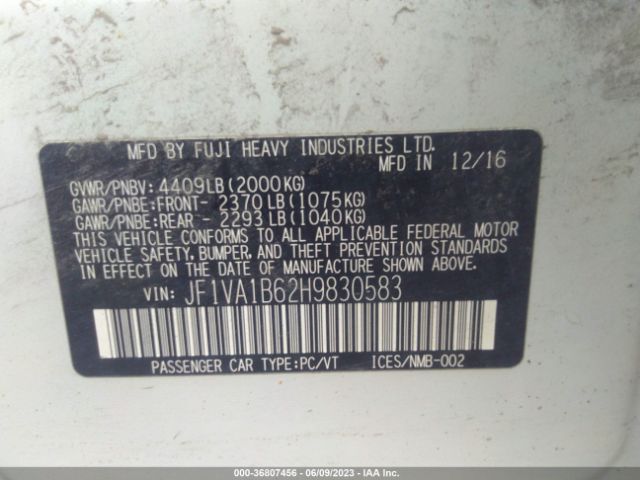 MFD BY FUJI HEAVY INDUSTRIES LTD.
MFD IN 12/16
GVWR/PNBV: 4409LB(2000KG)
GAWR/PNBE:FRONT- 2370LB(1075KG)
GAWR/PNBE:REAR - 2293LB(1040KG)
THIS VEHICLE CONFORMS TO ALL APPLICABLE FEDERAL MOTOR
VEHICLE SAFETY, BUMPER, AND THEFT PREVENTION STANDARDS
IN EFFECT ON THE DATE OF MANUFACTURE SHOWN ABOVE.
VIN: JF1VA1B62H9830583
PASSENGER CAR TYPE:PC/VT ICES/NMB-002
000-36807456 - 06/09/2023 - IAAI.COM